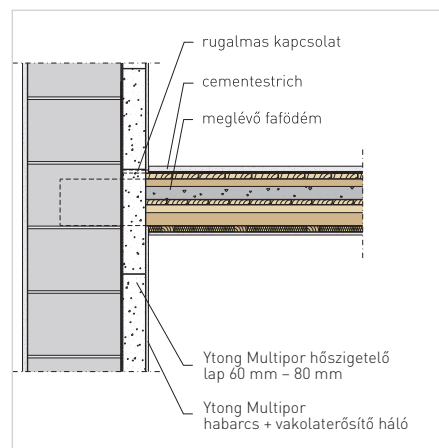 rugalmas kapcsolat
cementestrich
meglévő fafödém
Ytong Multipor hőszigetelő
lap 60 mm – 80 mm
Ytong Multipor
habarcs + vakolaterősítő háló